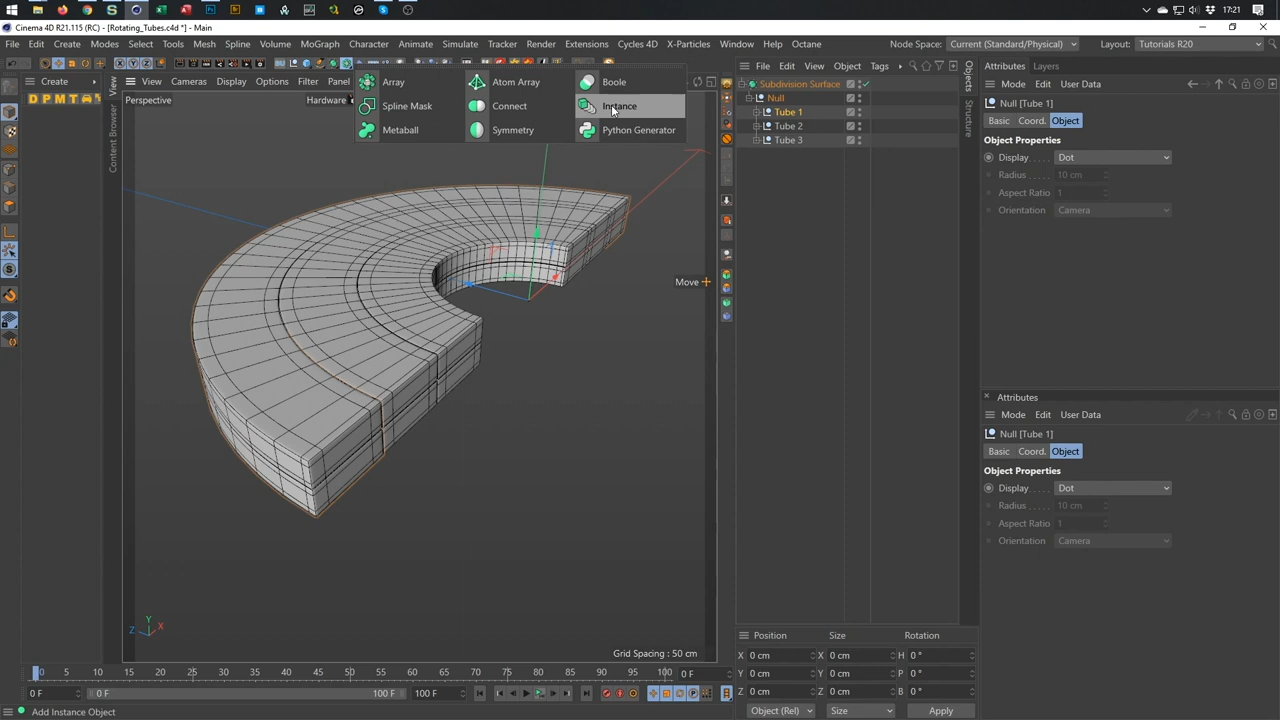 17:21
Cinema 4D R21.115 (RC) - [Rotating_Tubes.c4d *] - Main
File Edit Create Modes Select Tools Mesh Spline Volume MoGraph Character Animate Simulate Tracker Render Extensions Cycles 4D X-Particles Window Help Octane
Node Space: Current (Standard/Physical) Layout: Tutorials R20
Create
View Cameras Display Options Filter Panel
Perspective
Hardware
View
Content Browser
D P M T
Array
Atom Array
Boole
Spline Mask
Connect
Instance
Metaball
Symmetry
Python Generator
Move
Grid Spacing : 50 cm
Y
X
Z
File Edit View Object Tags
Subdivision Surface
Null
Tube 1
Tube 2
Tube 3
Objects
Structure
Attributes Layers
Mode Edit User Data
Null [Tube 1]
Basic Coord. Object
Object Properties
Display . . . Dot
Radius . . . . 10 cm
Aspect Ratio 1
Orientation Camera
Attributes
Mode Edit User Data
Null [Tube 1]
Basic Coord. Object
Object Properties
Display . . . Dot
Radius . . . . 10 cm
Aspect Ratio 1
Orientation Camera
0 5 10 15 20 25 30 35 40 45 50 55 60 65 70 75 80 85 90 95 100 0 F
0 F 0 F 100 F 100 F
Position Size Rotation
X 0 cm X 0 cm H 0 °
Y 0 cm Y 0 cm P 0 °
Z 0 cm Z 0 cm B 0 °
Object (Rel) Size Apply
Add Instance Object